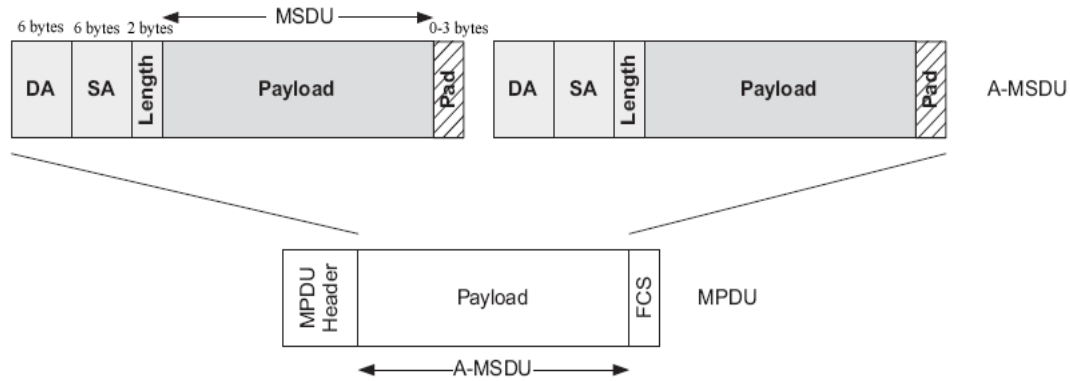 MSDU
6 bytes 6 bytes 2 bytes 0-3 bytes
DA SA Length Payload Pad DA SA Length Payload Pad A-MSDU
MPDU Header Payload FCS MPDU
A-MSDU